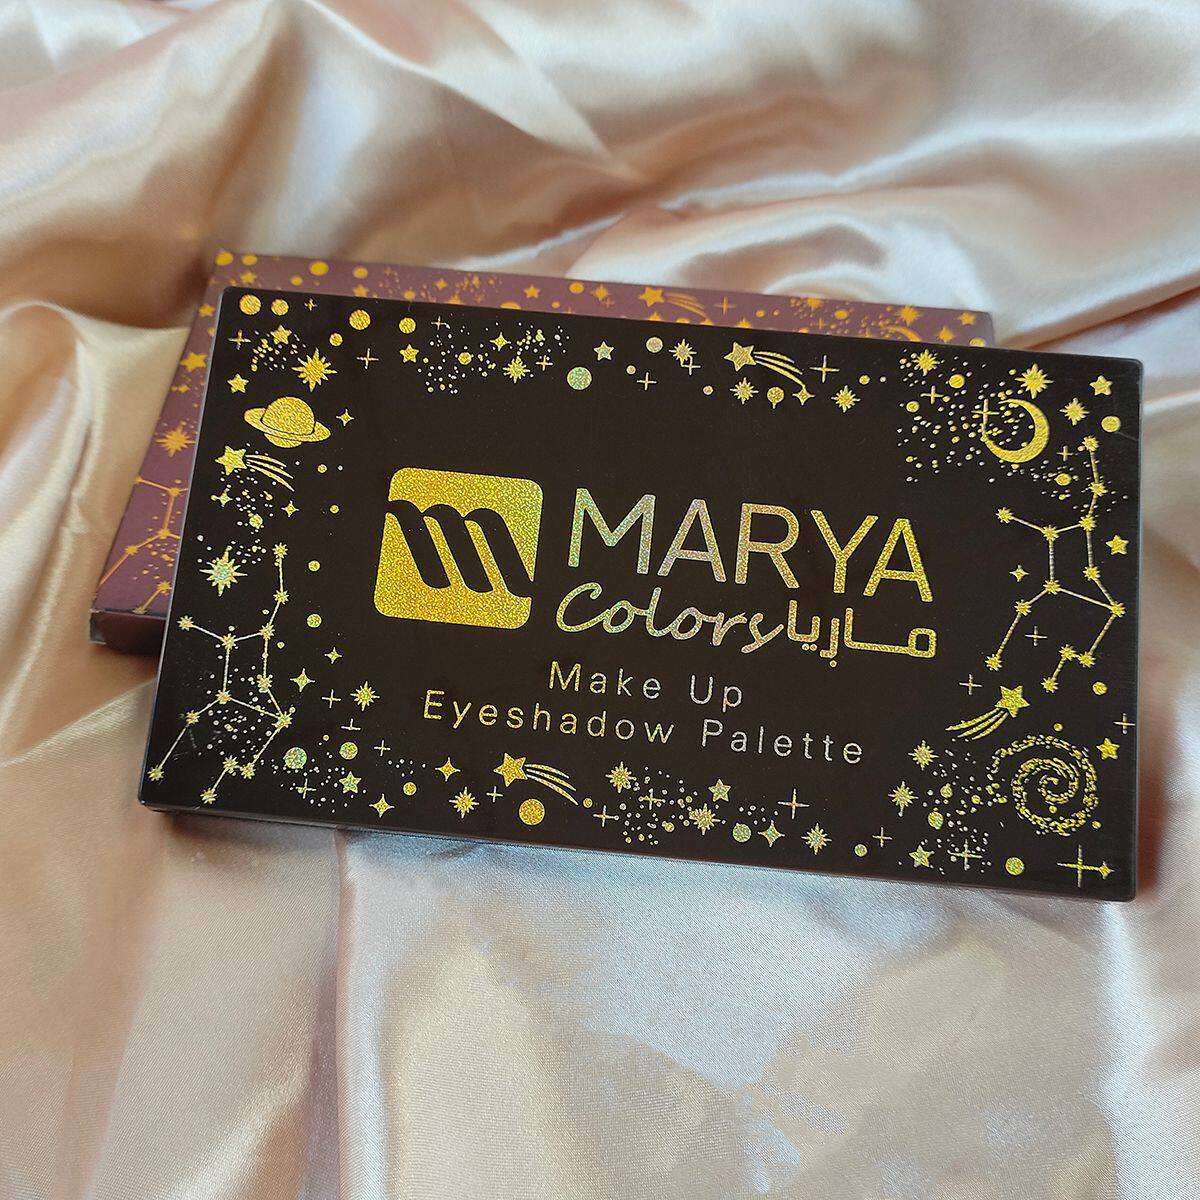 MARYA
Colors ماريا
Make Up
Eyeshadow Palette